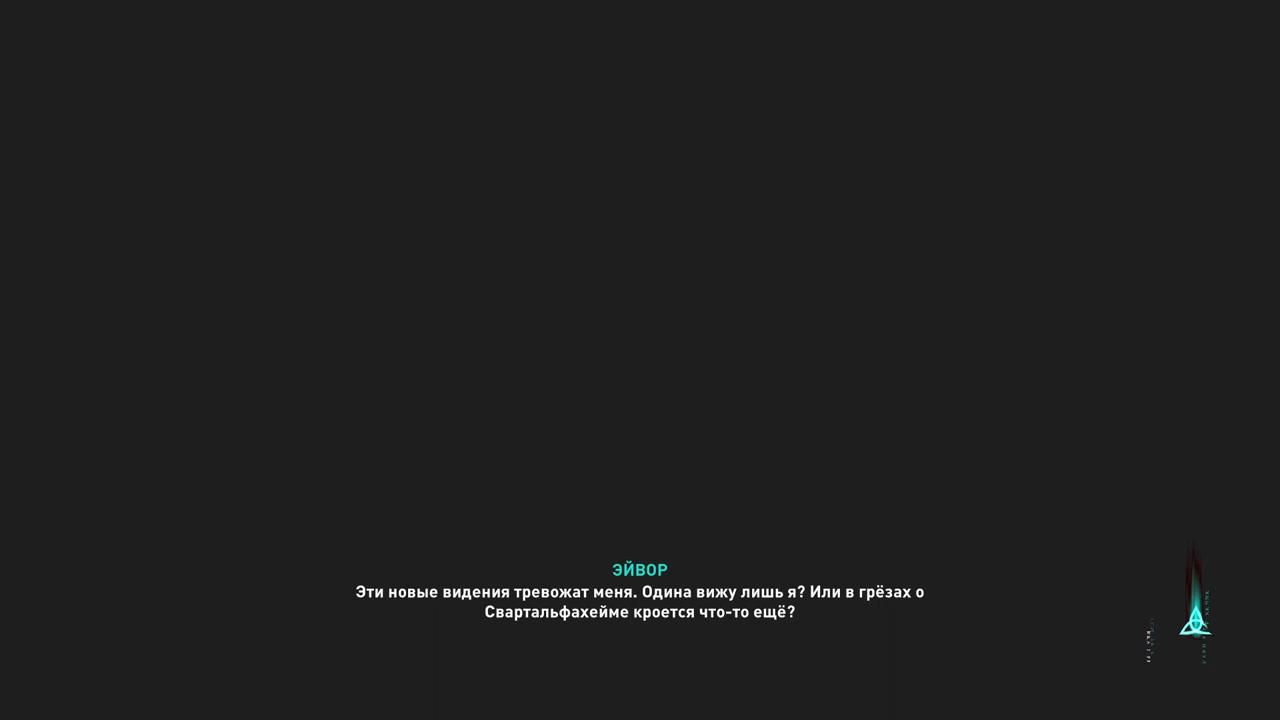 ЭЙВОР
Эти новые видения тревожат меня. Одина вижу лишь я? Или в грёзах о
Свартальфахейме кроется что-то ещё?